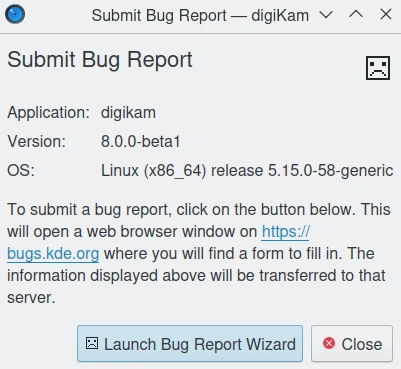 Submit Bug Report — digiKam
Submit Bug Report
Application: digikam
Version: 8.0.0-beta1
OS: Linux (x86_64) release 5.15.0-58-generic
To submit a bug report, click on the button below. This
will open a web browser window on https://
bugs.kde.org where you will find a form to fill in. The
information displayed above will be transferred to that
server.
Launch Bug Report Wizard Close